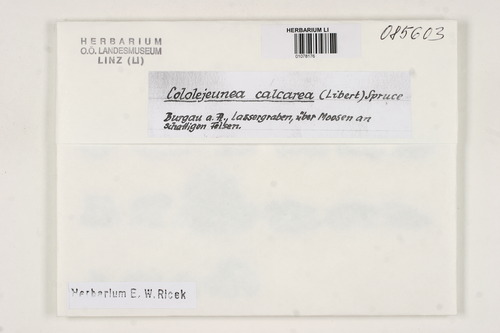 HERBARIUM
O.Ö. LANDESMUSEUM
LINZ (LI)
HERBARIUM LI
01078176
085603
Cololejeunea calcarea (Libert) Spruce
Burgau a. A., Lassergraben, über Moosen an
schattigen Felsen.
Herbarium E. W. Ricek